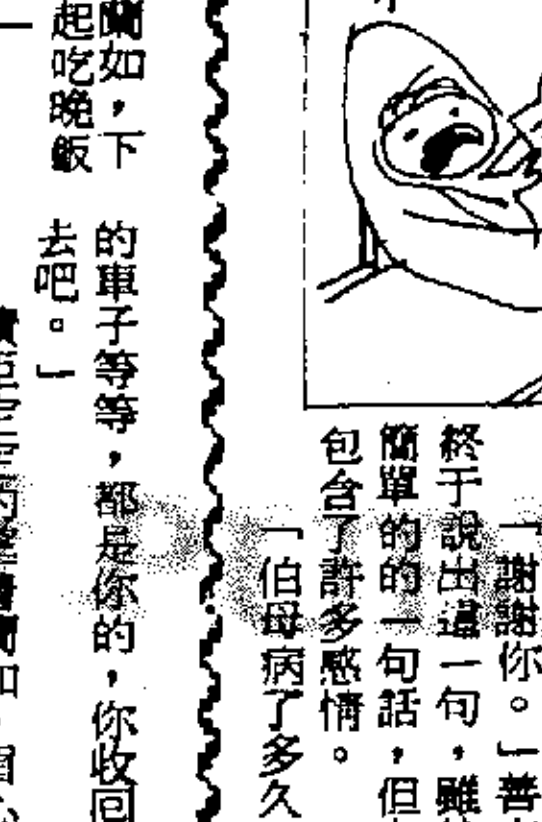 「謝謝你。」善
終于說出這一句，雖
簡單的的一句話，但
包含了許多感情。
「伯母病了多久
蘭如，下
起吃晚飯
的車子等等，都是你的，你收回
去吧。」